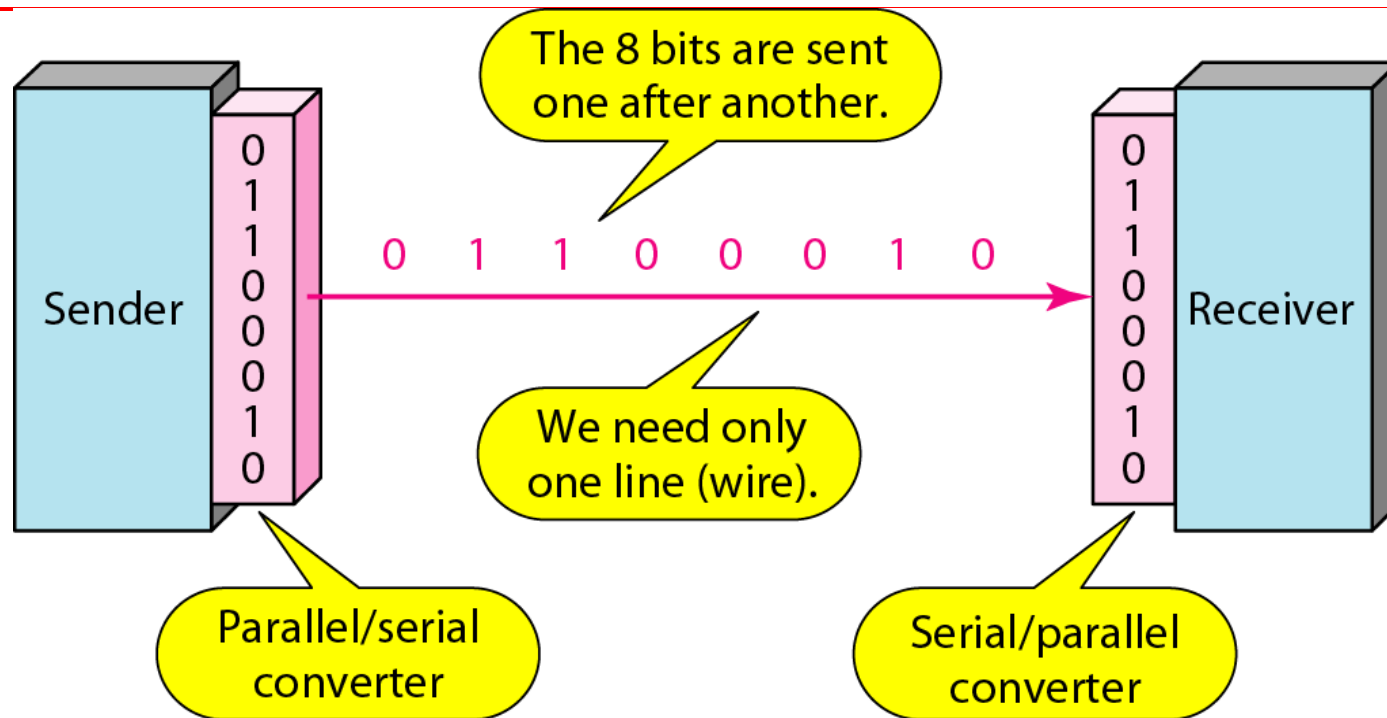 The 8 bits are sent
one after another.
0
1
1
0
0
0
1
0
0 1 1 0 0 0 1 0
0
1
1
0
0
0
1
0
Sender
Receiver
We need only
one line (wire).
Parallel/serial
converter
Serial/parallel
converter